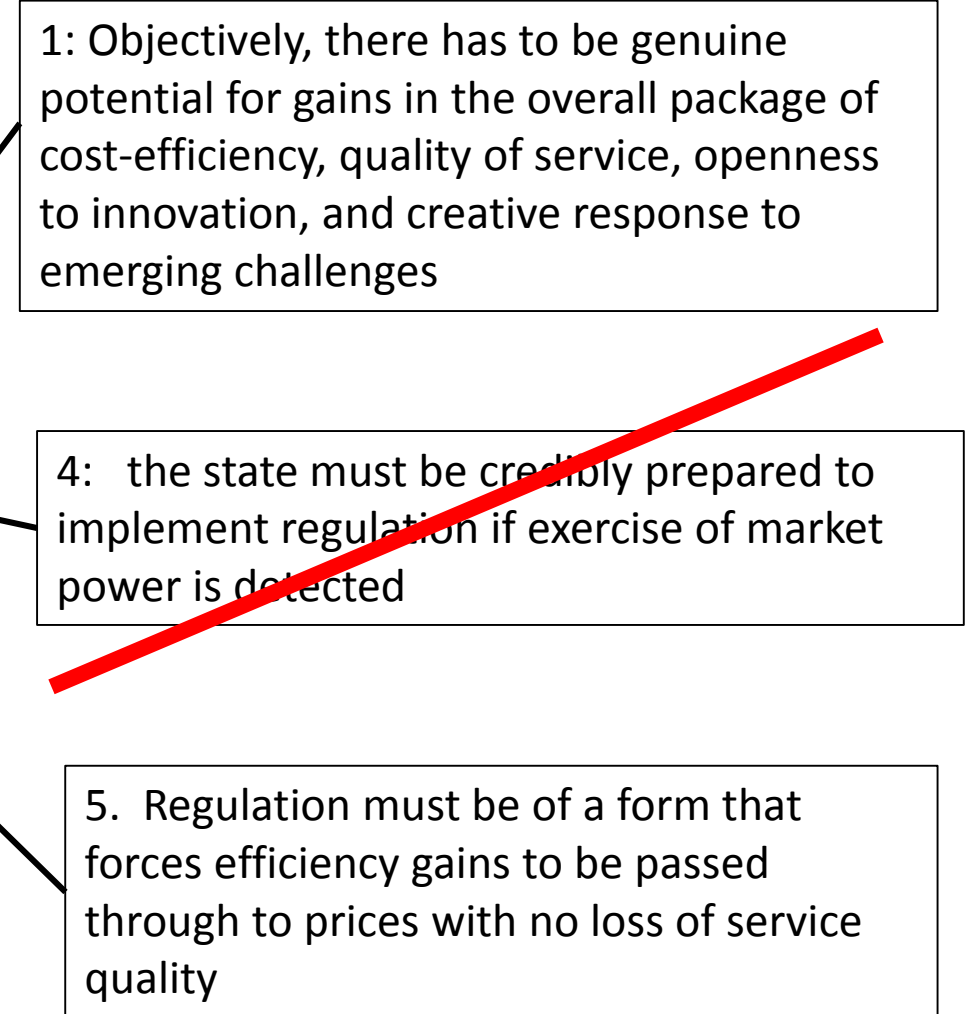 1: Objectively, there has to be genuine
potential for gains in the overall package of
cost-efficiency, quality of service, openness
to innovation, and creative response to
emerging challenges
4:   the state must be credibly prepared to
implement regulation if exercise of market
power is detected
5.  Regulation must be of a form that
forces efficiency gains to be passed
through to prices with no loss of service
quality